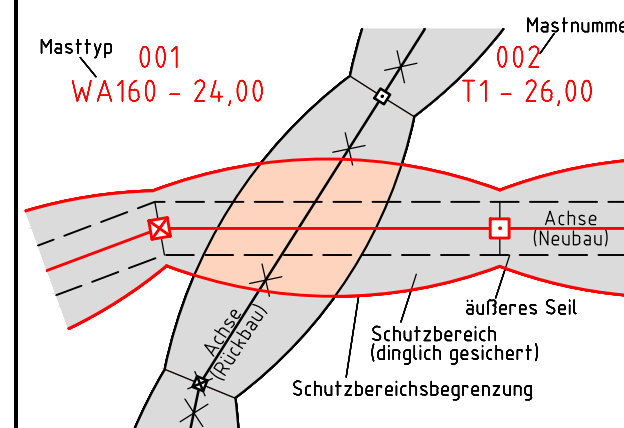 Mastnumme
Masttyp
001
002
WA160 - 24,00
T1 - 26,00
Achse
(Neubau)
äußeres Seil
Achse
(Rückbau)
Schutzbereich
(dinglich gesichert)
Schutzbereichsbegrenzung